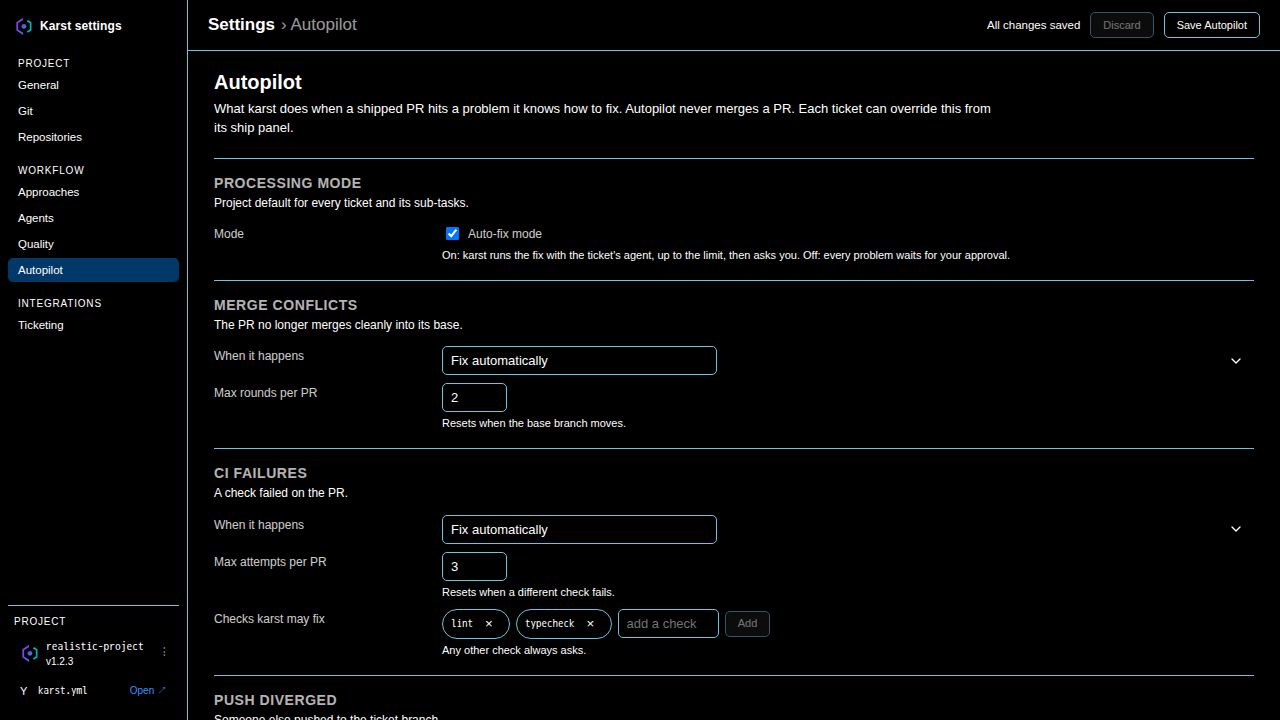 Karst settings
PROJECT
General
Git
Repositories
WORKFLOW
Approaches
Agents
Quality
Autopilot
INTEGRATIONS
Ticketing
PROJECT
realistic-project
v1.2.3
Y karst.yml Open ↗
Settings › Autopilot
All changes saved Discard Save Autopilot
Autopilot
What karst does when a shipped PR hits a problem it knows how to fix. Autopilot never merges a PR. Each ticket can override this from
its ship panel.
PROCESSING MODE
Project default for every ticket and its sub-tasks.
Mode Auto-fix mode
On: karst runs the fix with the ticket's agent, up to the limit, then asks you. Off: every problem waits for your approval.
MERGE CONFLICTS
The PR no longer merges cleanly into its base.
When it happens Fix automatically
Max rounds per PR 2
Resets when the base branch moves.
CI FAILURES
A check failed on the PR.
When it happens Fix automatically
Max attempts per PR 3
Resets when a different check fails.
Checks karst may fix lint × typecheck × add a check Add
Any other check always asks.
PUSH DIVERGED
Someone else pushed to the ticket branch.